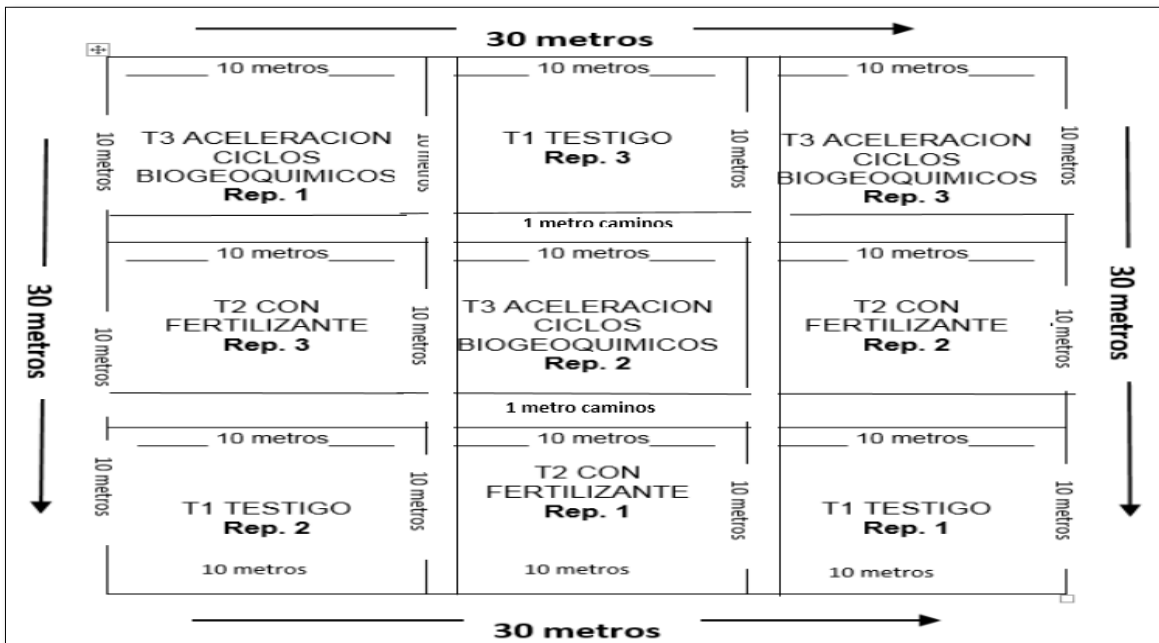 30 metros
10 metros
10 metros
10 metros
10 metros
T3 ACELERACION
CICLOS
BIOGEOQUIMICOS
Rep. 1
10 metros
T1 TESTIGO
Rep. 3
10 metros
T3 ACELERACION
CICLOS
BIOGEOQUIMICOS
Rep. 3
10 metros
1 metro caminos
30 metros
10 metros
10 metros
10 metros
30 metros
10 metros
T2 CON
FERTILIZANTE
Rep. 3
10 metros
T3 ACELERACION
CICLOS
BIOGEOQUIMICOS
Rep. 2
T2 CON
FERTILIZANTE
Rep. 2
10 metros
1 metro caminos
10 metros
10 metros
10 metros
10 metros
T1 TESTIGO
Rep. 2
10 metros
T2 CON
FERTILIZANTE
Rep. 1
10 metros
T1 TESTIGO
Rep. 1
10 metros
10 metros
10 metros
10 metros
30 metros